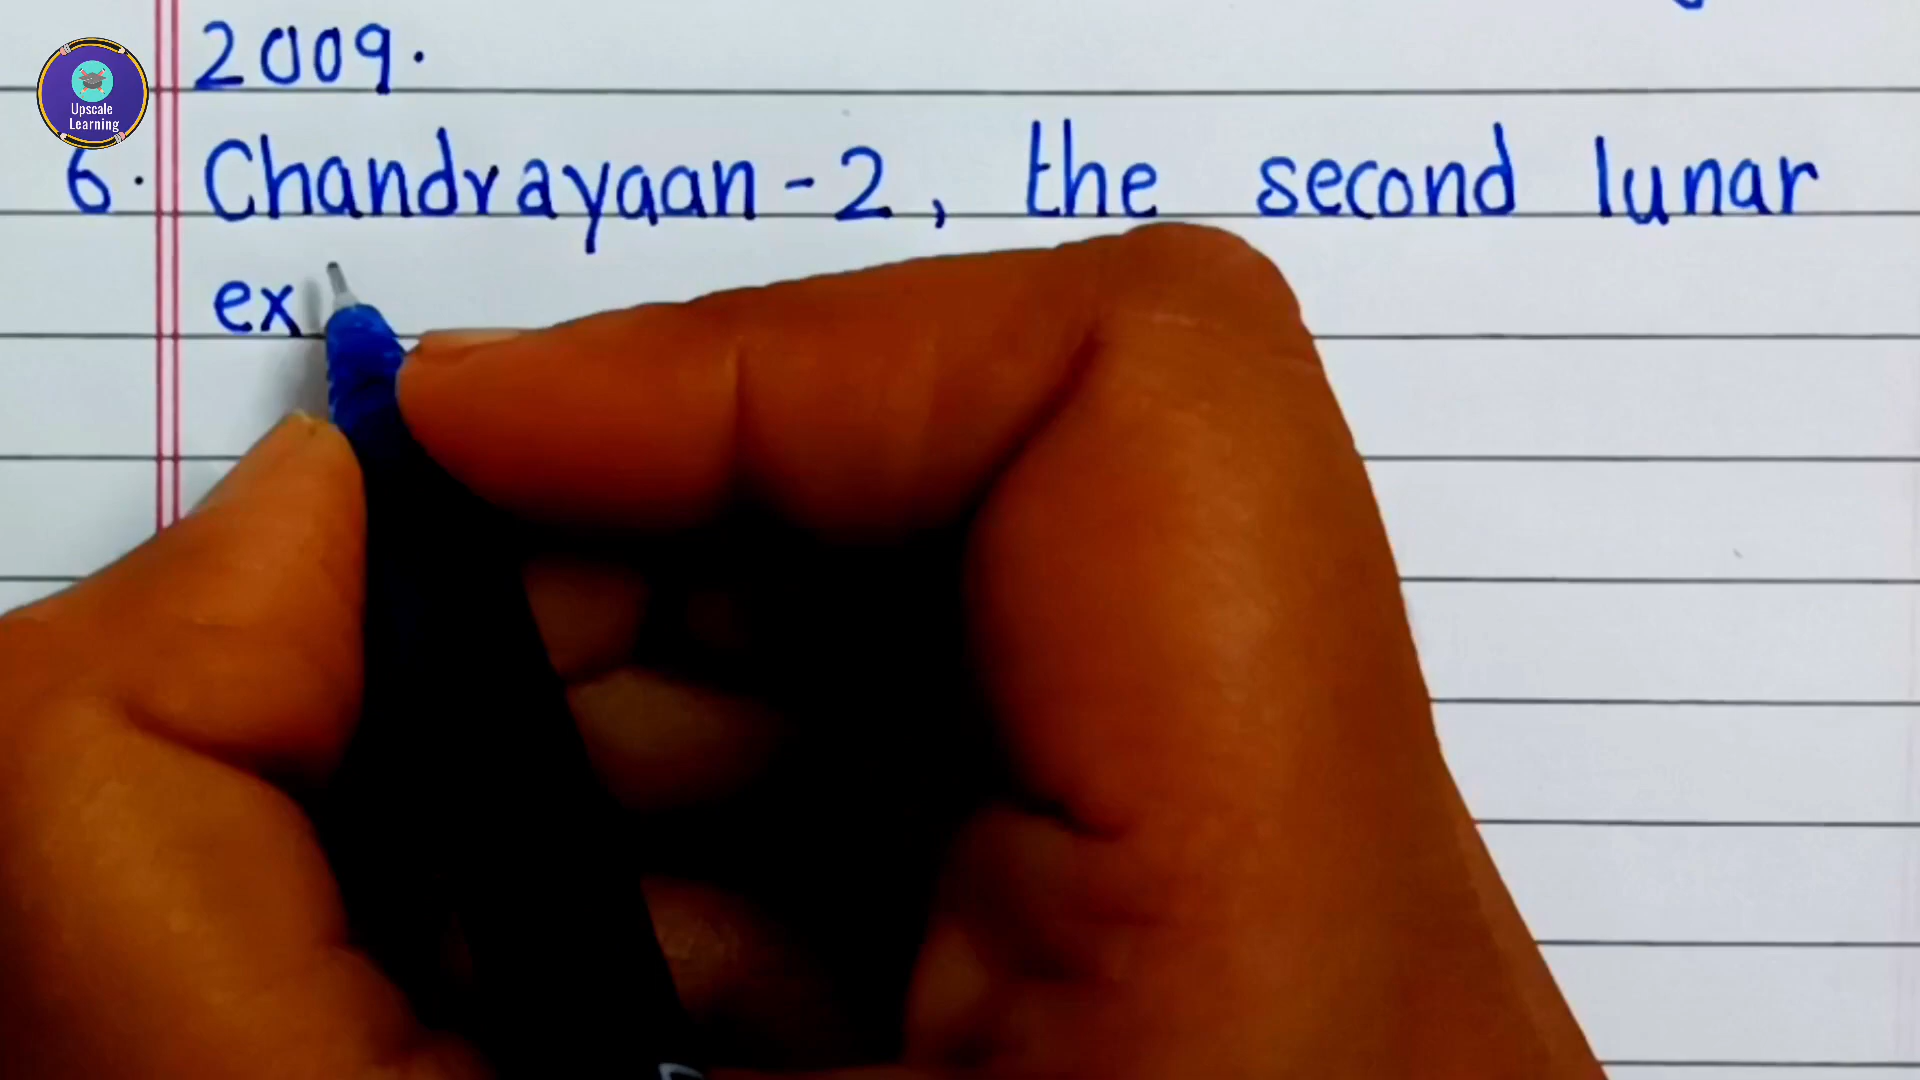 2009.
Upscale
Learning
6. Chandrayaan-2, the second lunar
ex